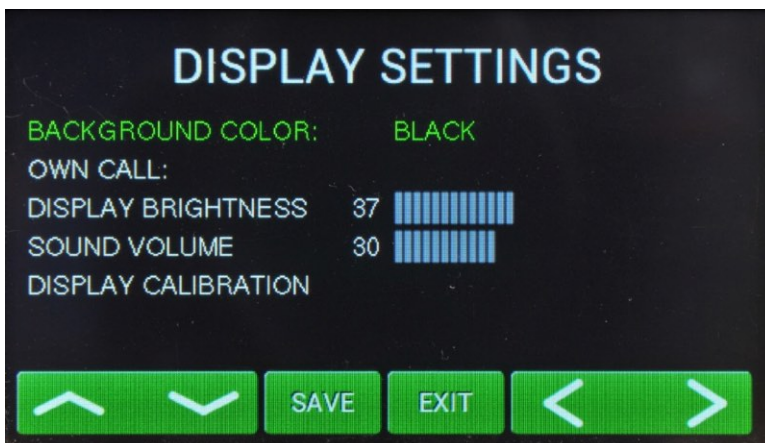 DISPLAY SETTINGS
BACKGROUND COLOR: BLACK
OWN CALL:
DISPLAY BRIGHTNESS 37
SOUND VOLUME 30
DISPLAY CALIBRATION
SAVE EXIT